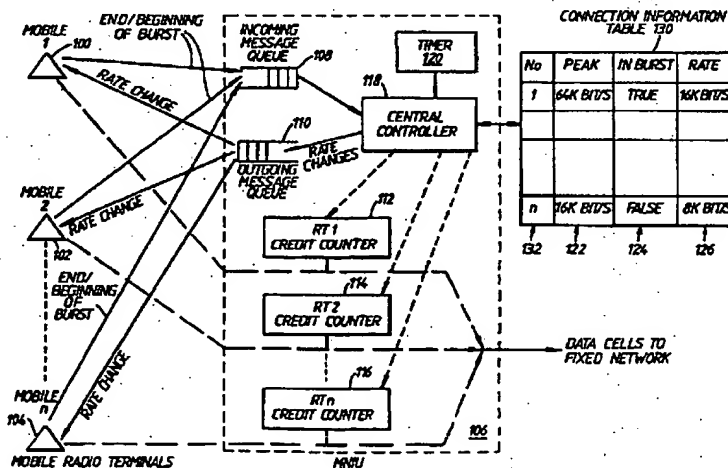 CONNECTION INFORMATION
TABLE 130
MOBILE
1
100
END/
BEGINNING
OF BURST
INCOMING
MESSAGE
QUEUE
108
TIMER
120
118
CENTRAL
CONTROLLER
RATE CHANGE
110
OUTGOING
MESSAGE
QUEUE
RATE
CHANGES
No PEAK IN BURST RATE
1 64K BIT/S TRUE 16K BIT/S
n 16K BIT/S FALSE 8K BIT/S
132 122 124 126
MOBILE
2
102
RATE CHANGE
112
RT 1
CREDIT COUNTER
END/
BEGINNING
OF BURST
114
RT 2
CREDIT COUNTER
DATA CELLS TO
FIXED NETWORK
RATE CHANGE
116
RT n
CREDIT COUNTER
MOBILE
n
104
106
MOBILE RADIO TERMINALS
MNIU